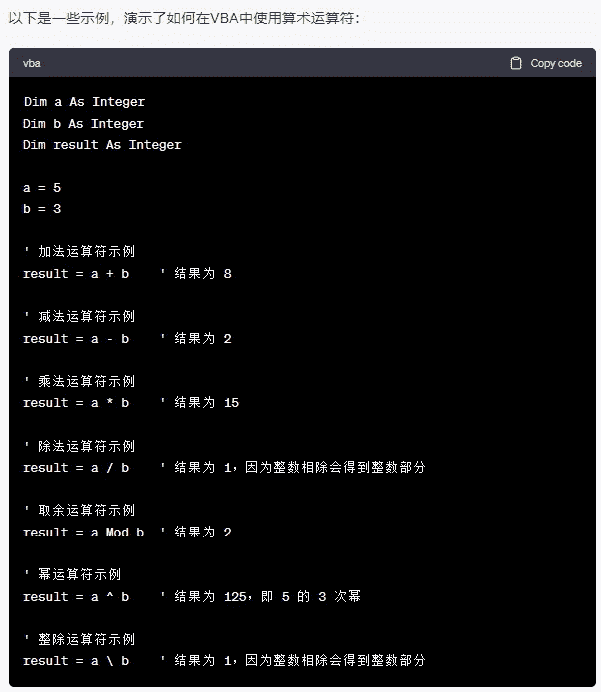 以下是一些示例，演示了如何在VBA中使用算术运算符：
vba
Copy code
Dim a As Integer
Dim b As Integer
Dim result As Integer
a = 5
b = 3
' 加法运算符示例
result = a + b    ' 结果为 8
' 减法运算符示例
result = a - b    ' 结果为 2
' 乘法运算符示例
result = a * b    ' 结果为 15
' 除法运算符示例
result = a / b    ' 结果为 1，因为整数相除会得到整数部分
' 取余运算符示例
result = a Mod b  ' 结果为 2
' 幂运算符示例
result = a ^ b    ' 结果为 125，即 5 的 3 次幂
' 整除运算符示例
result = a \ b    ' 结果为 1，因为整数相除会得到整数部分